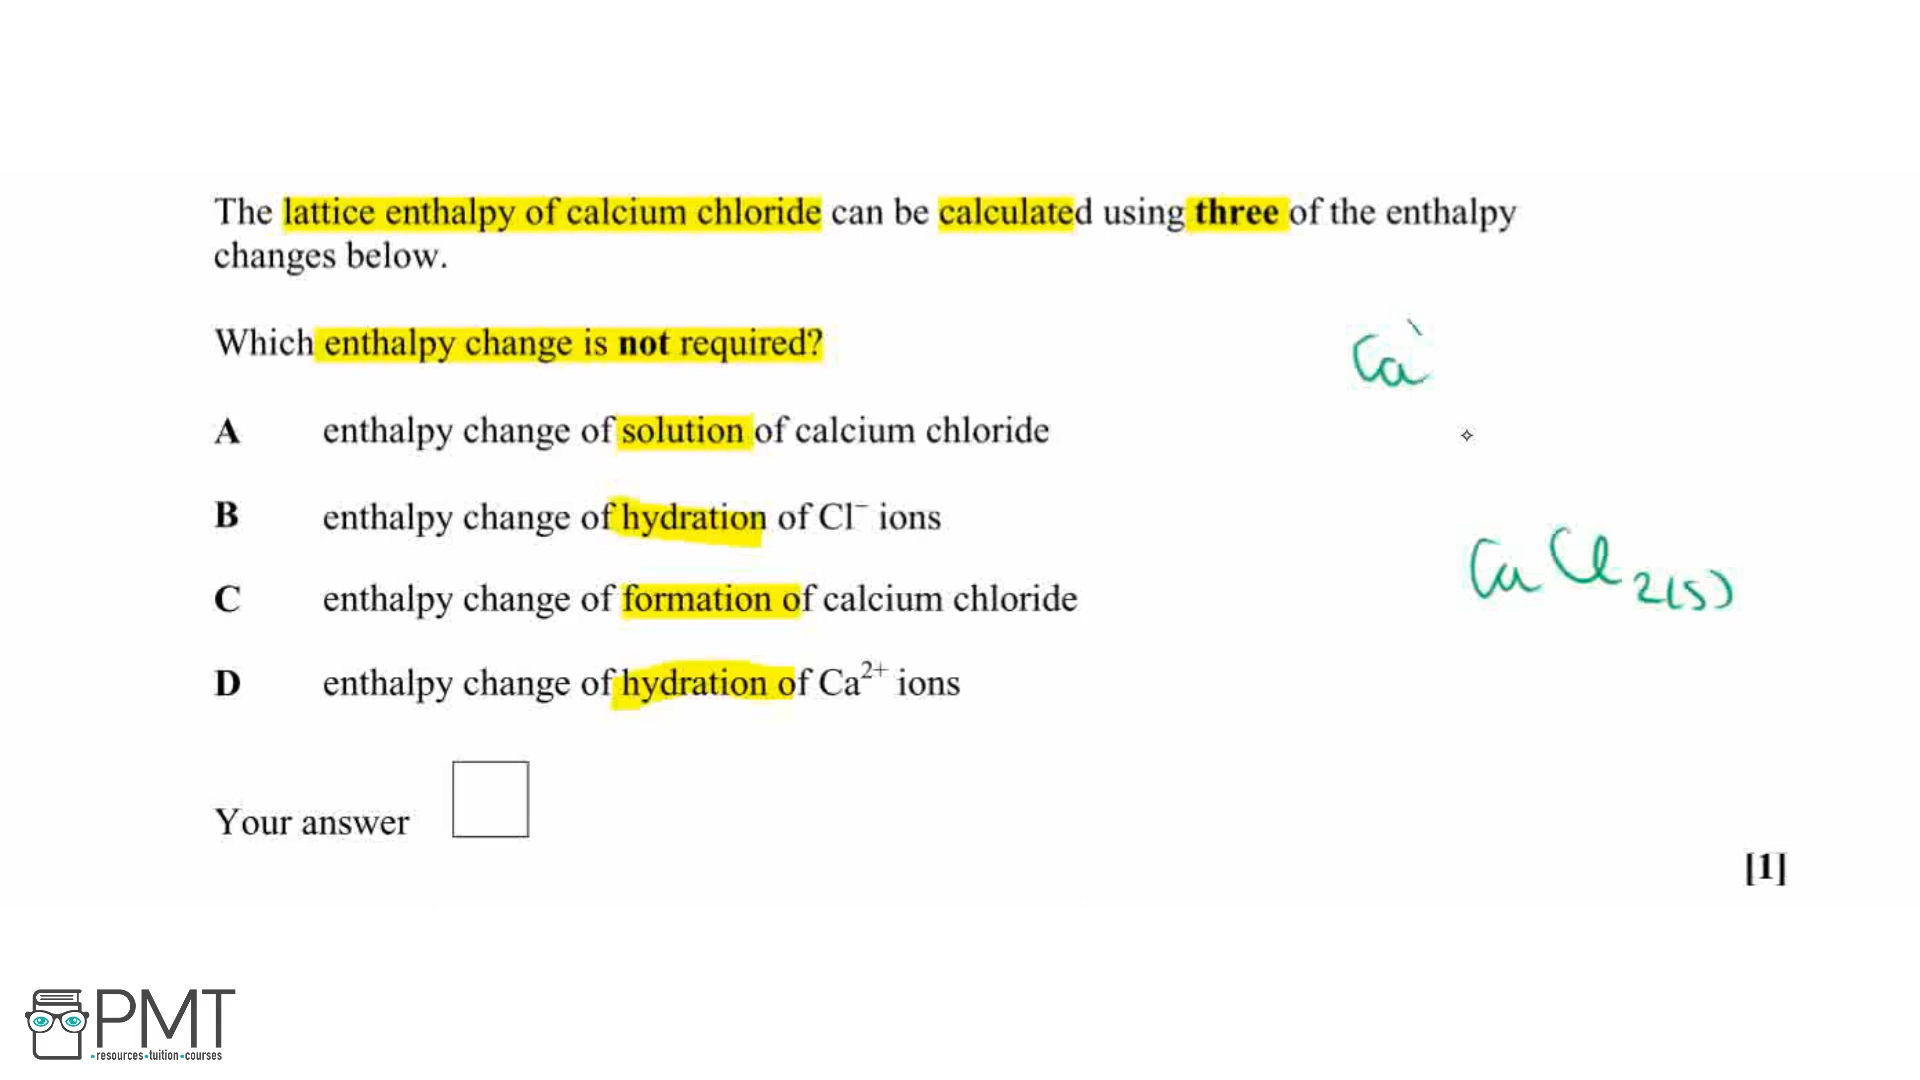 The lattice enthalpy of calcium chloride can be calculated using three of the enthalpy
changes below.
Which enthalpy change is not required?
Ca
A enthalpy change of solution of calcium chloride
B enthalpy change of hydration of Cl⁻ ions
CaCl₂(s)
C enthalpy change of formation of calcium chloride
D enthalpy change of hydration of Ca²⁺ ions
Your answer
[1]
PMT
•resources•tuition•courses